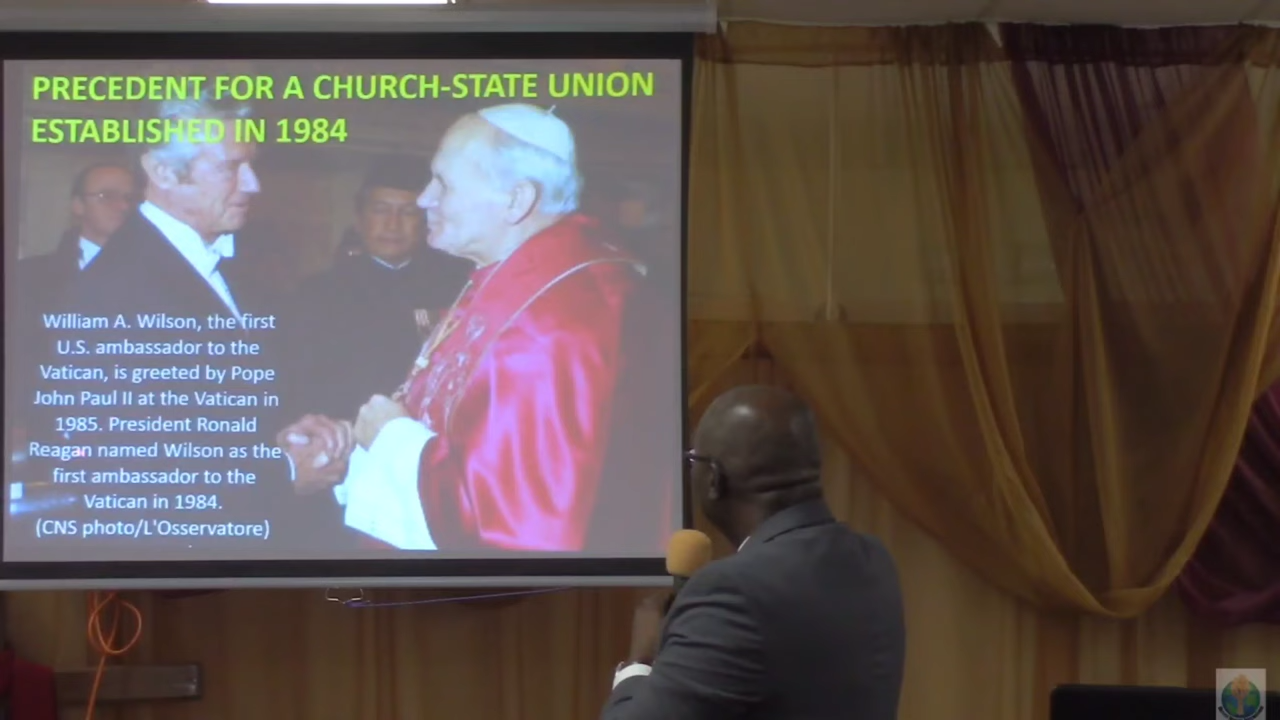 PRECEDENT FOR A CHURCH-STATE UNION
ESTABLISHED IN 1984
William A. Wilson, the first
U.S. ambassador to the
Vatican, is greeted by Pope
John Paul II at the Vatican in
1985. President Ronald
Reagan named Wilson as the
first ambassador to the
Vatican in 1984.
(CNS photo/L'Osservatore)